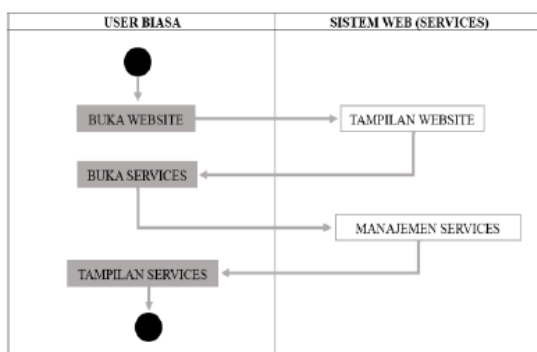 USER BIASA
SISTEM WEB (SERVICES)
BUKA WEBSITE
TAMPILAN WEBSITE
BUKA SERVICES
MANAJEMEN SERVICES
TAMPILAN SERVICES